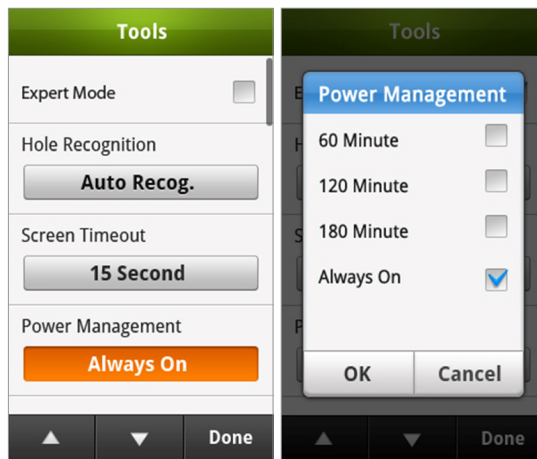 Tools
Expert Mode
Hole Recognition
Auto Recog.
Screen Timeout
15 Second
Power Management
Always On
Done
Tools
E
H
Power Management
60 Minute
120 Minute
180 Minute
Always On
S
P
OK
Cancel
Done